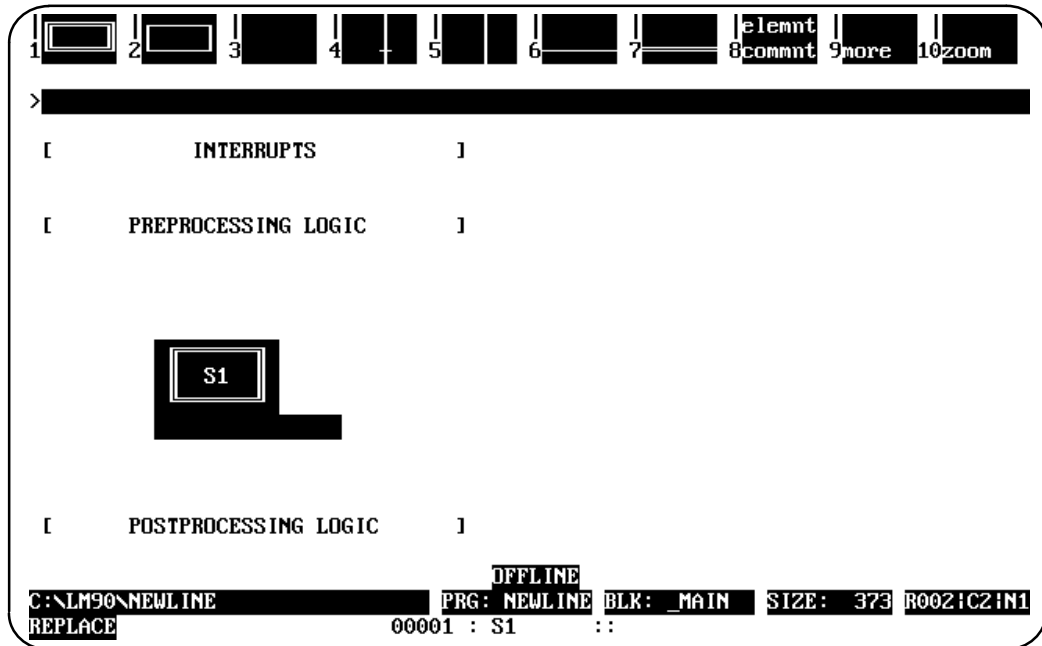 elemnt
1 2 3 4 5 6 7 8commnt 9more 10zoom
>
[ INTERRUPTS ]
[ PREPROCESSING LOGIC ]
S1
[ POSTPROCESSING LOGIC ]
OFFLINE
C:\LM90\NEWLINE PRG: NEWLINE BLK: _MAIN SIZE: 373 R002¦C2¦N1
REPLACE 00001 : S1 ::